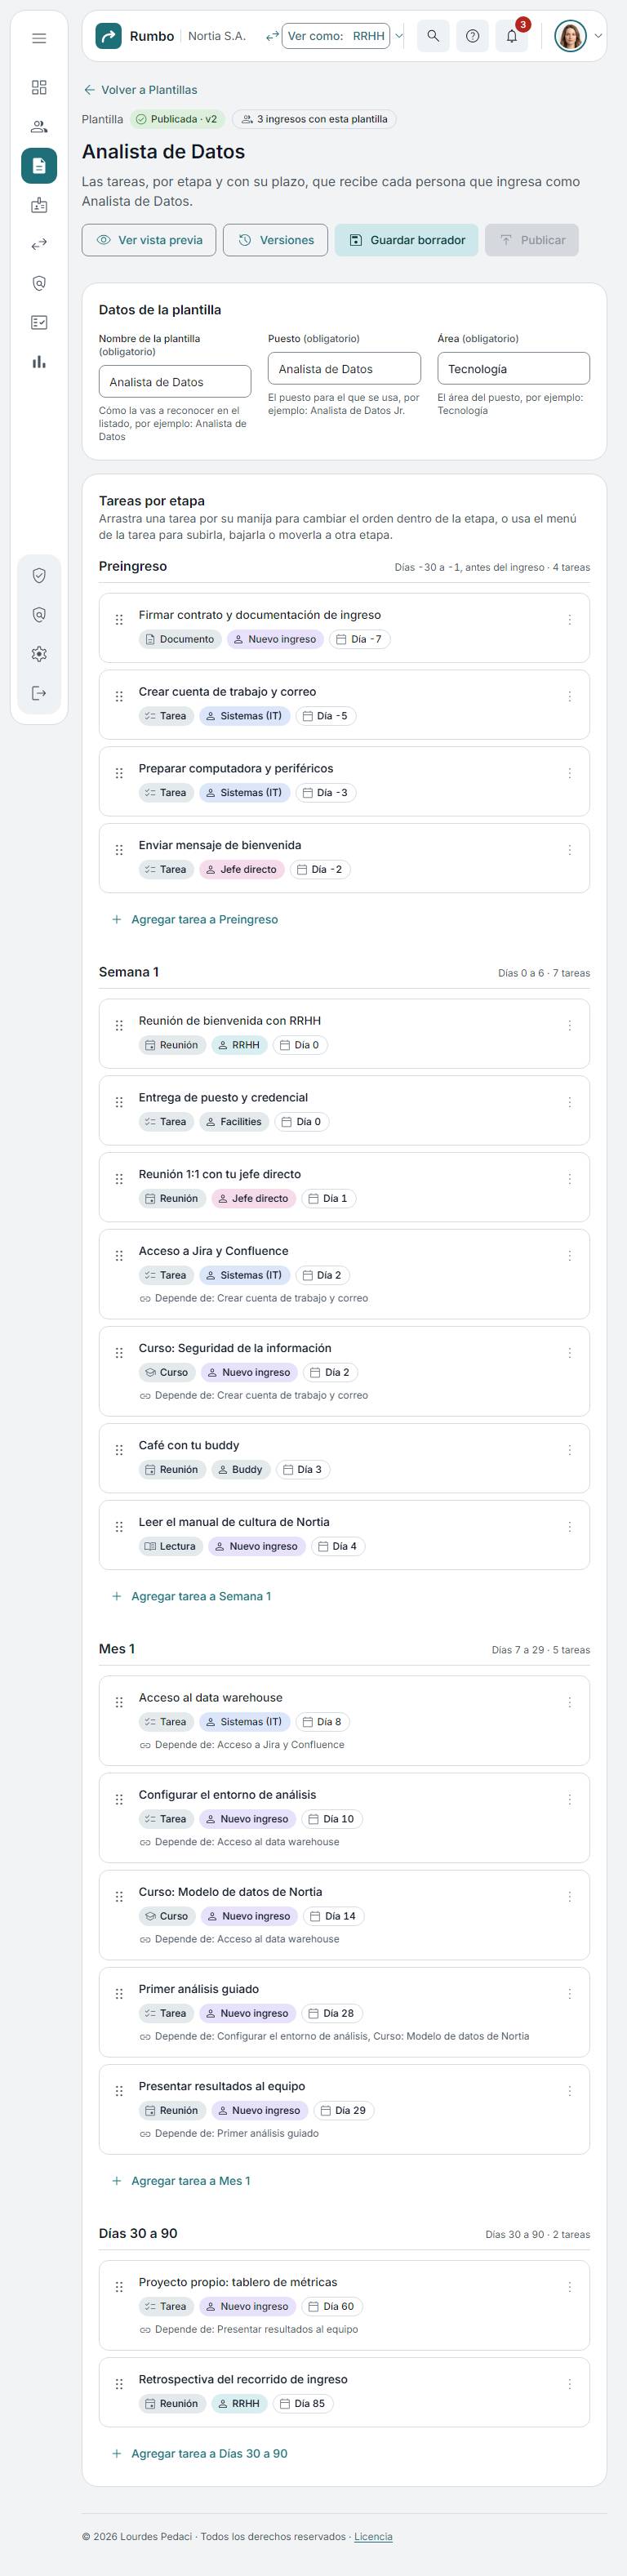 Rumbo
Nortia S.A.
Ver como: RRHH
3
Volver a Plantillas
Plantilla
Publicada · v2
3 ingresos con esta plantilla
Analista de Datos
Las tareas, por etapa y con su plazo, que recibe cada persona que ingresa como
Analista de Datos.
Ver vista previa
Versiones
Guardar borrador
Publicar
Datos de la plantilla
Nombre de la plantilla
(obligatorio)
Analista de Datos
Cómo la vas a reconocer en el
listado, por ejemplo: Analista de
Datos
Puesto (obligatorio)
Analista de Datos
El puesto para el que se usa, por
ejemplo: Analista de Datos Jr.
Área (obligatorio)
Tecnología
El área del puesto, por ejemplo:
Tecnología
Tareas por etapa
Arrastra una tarea por su manija para cambiar el orden dentro de la etapa, o usa el menú
de la tarea para subirla, bajarla o moverla a otra etapa.
Preingreso
Días -30 a -1, antes del ingreso · 4 tareas
Firmar contrato y documentación de ingreso
Documento
Nuevo ingreso
Día -7
Crear cuenta de trabajo y correo
Tarea
Sistemas (IT)
Día -5
Preparar computadora y periféricos
Tarea
Sistemas (IT)
Día -3
Enviar mensaje de bienvenida
Tarea
Jefe directo
Día -2
Agregar tarea a Preingreso
Semana 1
Días 0 a 6 · 7 tareas
Reunión de bienvenida con RRHH
Reunión
RRHH
Día 0
Entrega de puesto y credencial
Tarea
Facilities
Día 0
Reunión 1:1 con tu jefe directo
Reunión
Jefe directo
Día 1
Acceso a Jira y Confluence
Tarea
Sistemas (IT)
Día 2
Depende de: Crear cuenta de trabajo y correo
Curso: Seguridad de la información
Curso
Nuevo ingreso
Día 2
Depende de: Crear cuenta de trabajo y correo
Café con tu buddy
Reunión
Buddy
Día 3
Leer el manual de cultura de Nortia
Lectura
Nuevo ingreso
Día 4
Agregar tarea a Semana 1
Mes 1
Días 7 a 29 · 5 tareas
Acceso al data warehouse
Tarea
Sistemas (IT)
Día 8
Depende de: Acceso a Jira y Confluence
Configurar el entorno de análisis
Tarea
Nuevo ingreso
Día 10
Depende de: Acceso al data warehouse
Curso: Modelo de datos de Nortia
Curso
Nuevo ingreso
Día 14
Depende de: Acceso al data warehouse
Primer análisis guiado
Tarea
Nuevo ingreso
Día 28
Depende de: Configurar el entorno de análisis, Curso: Modelo de datos de Nortia
Presentar resultados al equipo
Reunión
Nuevo ingreso
Día 29
Depende de: Primer análisis guiado
Agregar tarea a Mes 1
Días 30 a 90
Días 30 a 90 · 2 tareas
Proyecto propio: tablero de métricas
Tarea
Nuevo ingreso
Día 60
Depende de: Presentar resultados al equipo
Retrospectiva del recorrido de ingreso
Reunión
RRHH
Día 85
Agregar tarea a Días 30 a 90
© 2026 Lourdes Pedaci · Todos los derechos reservados · Licencia